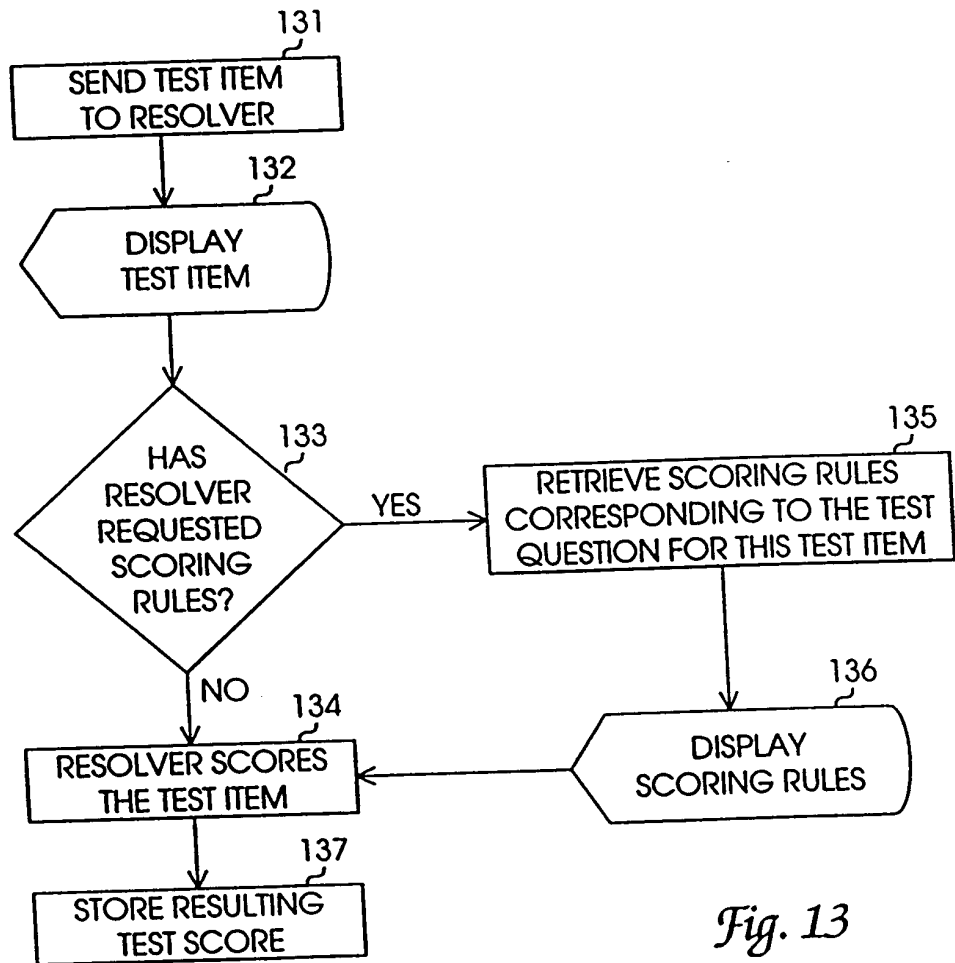 131
SEND TEST ITEM
TO RESOLVER
132
DISPLAY
TEST ITEM
133
HAS
RESOLVER
REQUESTED
SCORING
RULES?
YES
135
RETRIEVE SCORING RULES
CORRESPONDING TO THE TEST
QUESTION FOR THIS TEST ITEM
NO
134
RESOLVER SCORES
THE TEST ITEM
136
DISPLAY
SCORING RULES
137
STORE RESULTING
TEST SCORE
Fig. 13